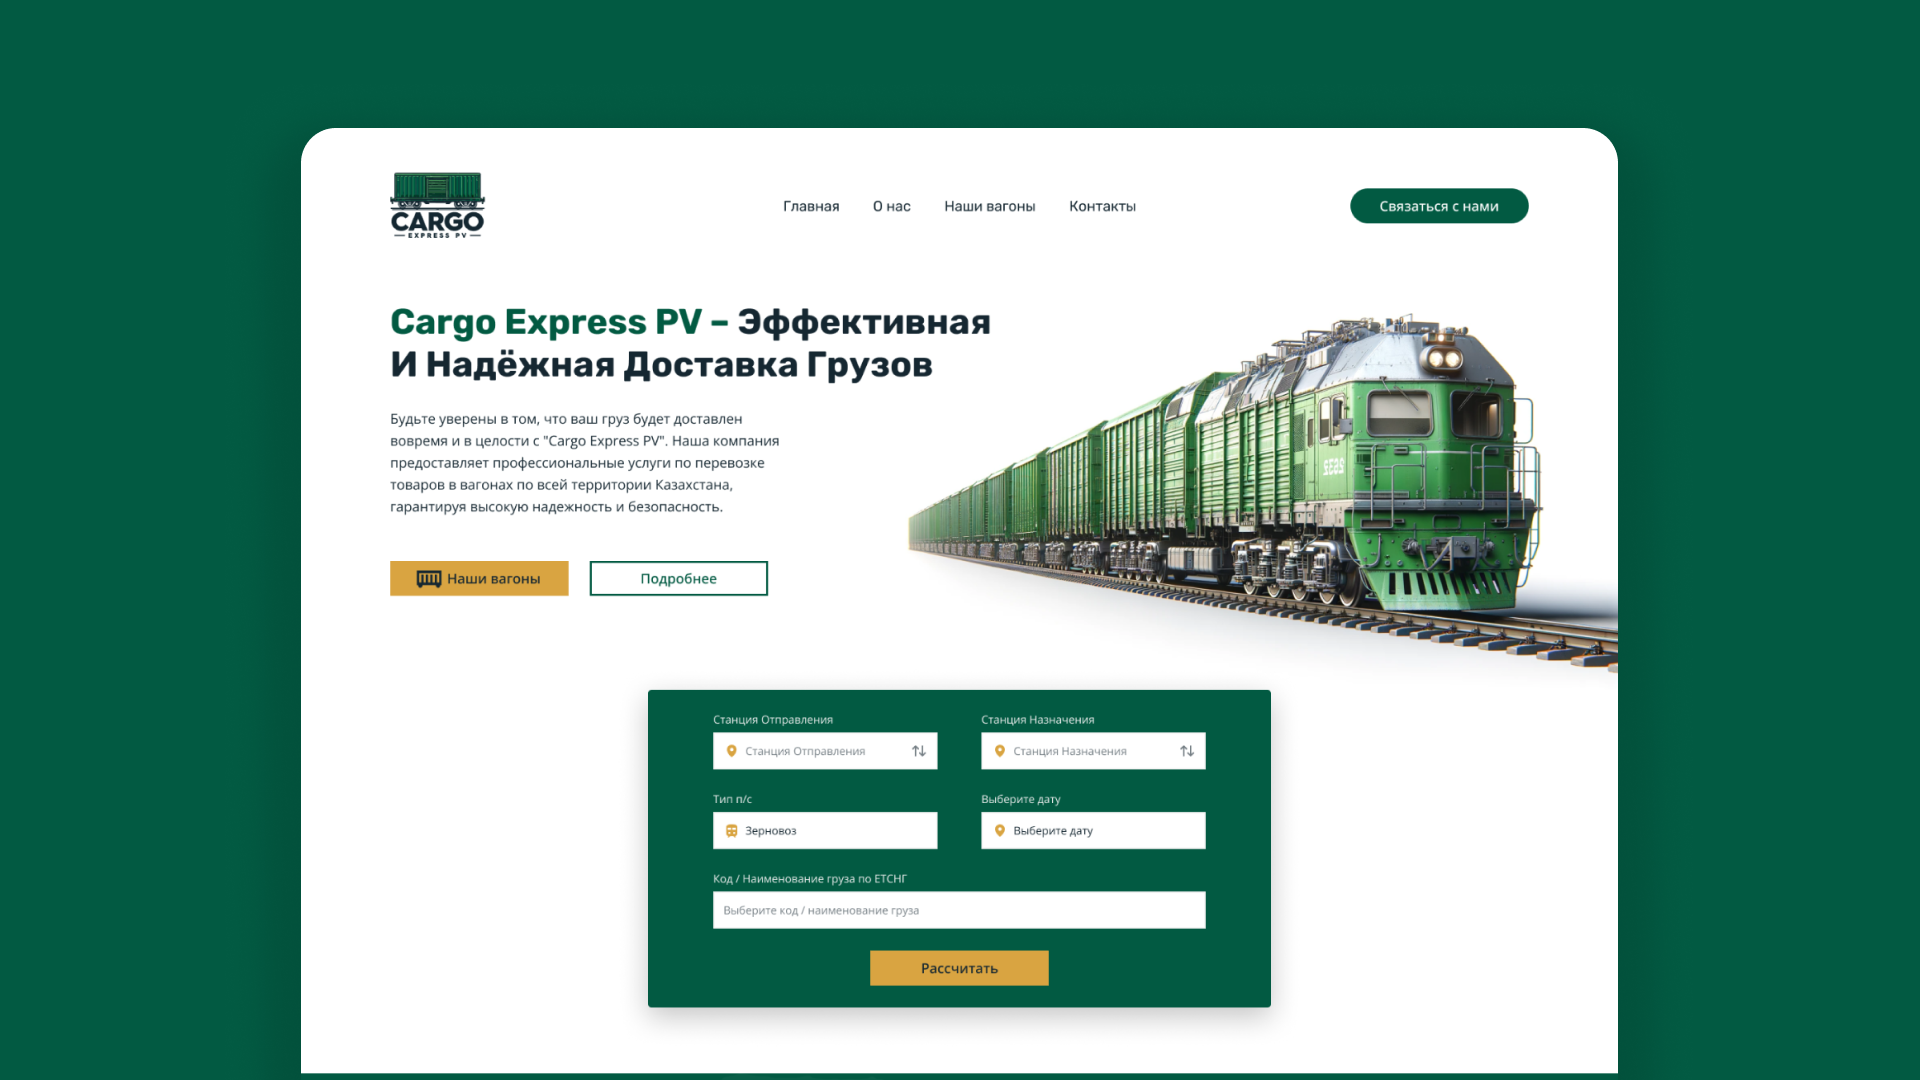 CARGO
EXPRESS PV
Главная
О нас
Наши вагоны
Контакты
Связаться с нами
Cargo Express PV – Эффективная
И Надёжная Доставка Грузов
Будьте уверены в том, что ваш груз будет доставлен
вовремя и в целости с "Cargo Express PV". Наша компания
предоставляет профессиональные услуги по перевозке
товаров в вагонах по всей территории Казахстана,
гарантируя высокую надежность и безопасность.
Наши вагоны
Подробнее
Станция Отправления
Станция Назначения
Станция Отправления
Станция Назначения
Тип п/с
Выберите дату
Зерновоз
Выберите дату
Код / Наименование груза по ЕТСНГ
Выберите код / наименование груза
Рассчитать